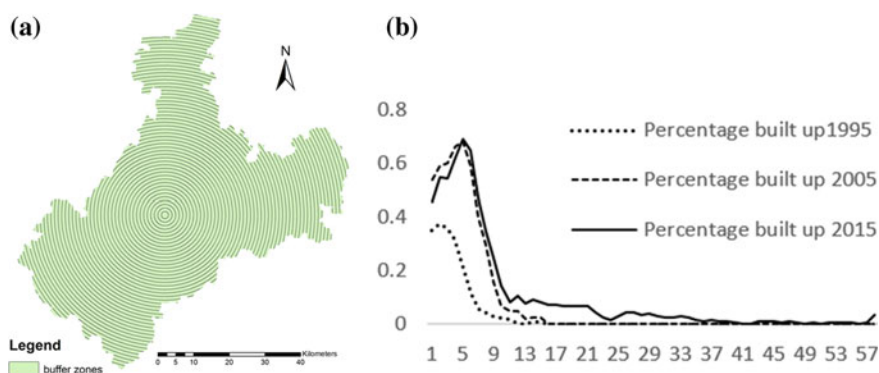 (a)
N
Legend
buffer zones
0 5 10 20 30 40 Kilometers
(b)
0.8
0.6
0.4
0.2
0
Percentage built up1995
Percentage built up 2005
Percentage built up 2015
1 5 9 13 17 21 25 29 33 37 41 45 49 53 57